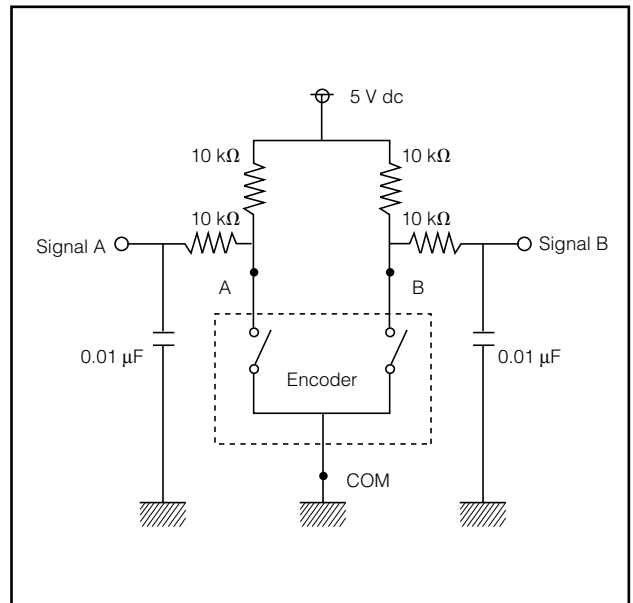 5 V dc
10 kΩ
10 kΩ
10 kΩ
10 kΩ
Signal A
Signal B
A
B
0.01 µF
0.01 µF
Encoder
COM